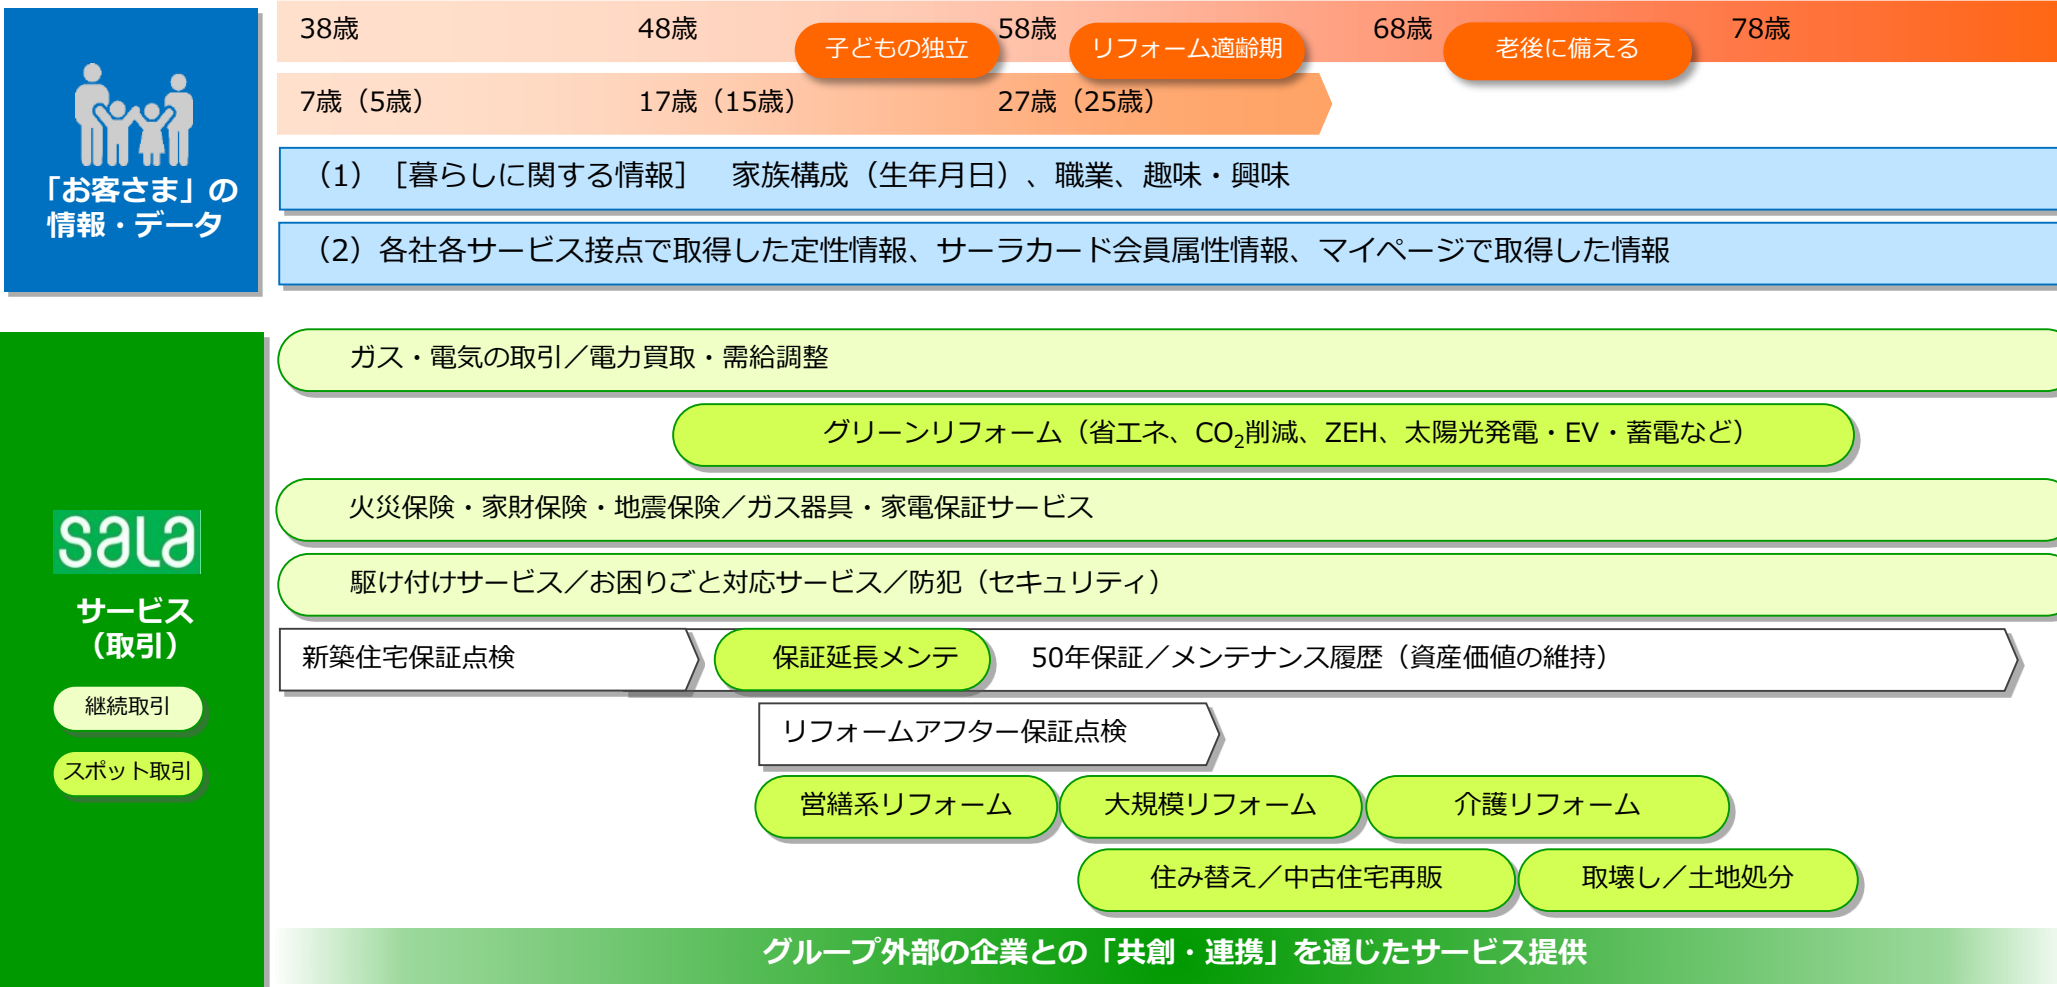 38歳 48歳 58歳 68歳 78歳
子どもの独立 リフォーム適齢期 老後に備える
7歳（5歳） 17歳（15歳） 27歳（25歳）
「お客さま」の
情報・データ
（1）［暮らしに関する情報］　家族構成（生年月日）、職業、趣味・興味
（2）各社各サービス接点で取得した定性情報、サーラカード会員属性情報、マイページで取得した情報
sala
サービス
（取引）
継続取引
スポット取引
ガス・電気の取引／電力買取・需給調整
グリーンリフォーム（省エネ、CO₂削減、ZEH、太陽光発電・EV・蓄電など）
火災保険・家財保険・地震保険／ガス器具・家電保証サービス
駆け付けサービス／お困りごと対応サービス／防犯（セキュリティ）
新築住宅保証点検 保証延長メンテ 50年保証／メンテナンス履歴（資産価値の維持）
リフォームアフター保証点検
営繕系リフォーム 大規模リフォーム 介護リフォーム
住み替え／中古住宅再販 取壊し／土地処分
グループ外部の企業との「共創・連携」を通じたサービス提供